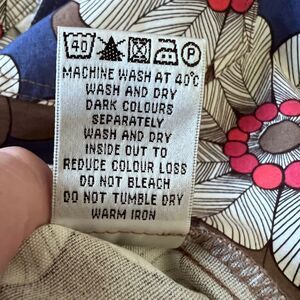 40 P
MACHINE WASH AT 40°C
WASH AND DRY
DARK COLOURS
SEPARATELY
WASH AND DRY
INSIDE OUT TO
REDUCE COLOUR LOSS
DO NOT BLEACH
DO NOT TUMBLE DRY
WARM IRON